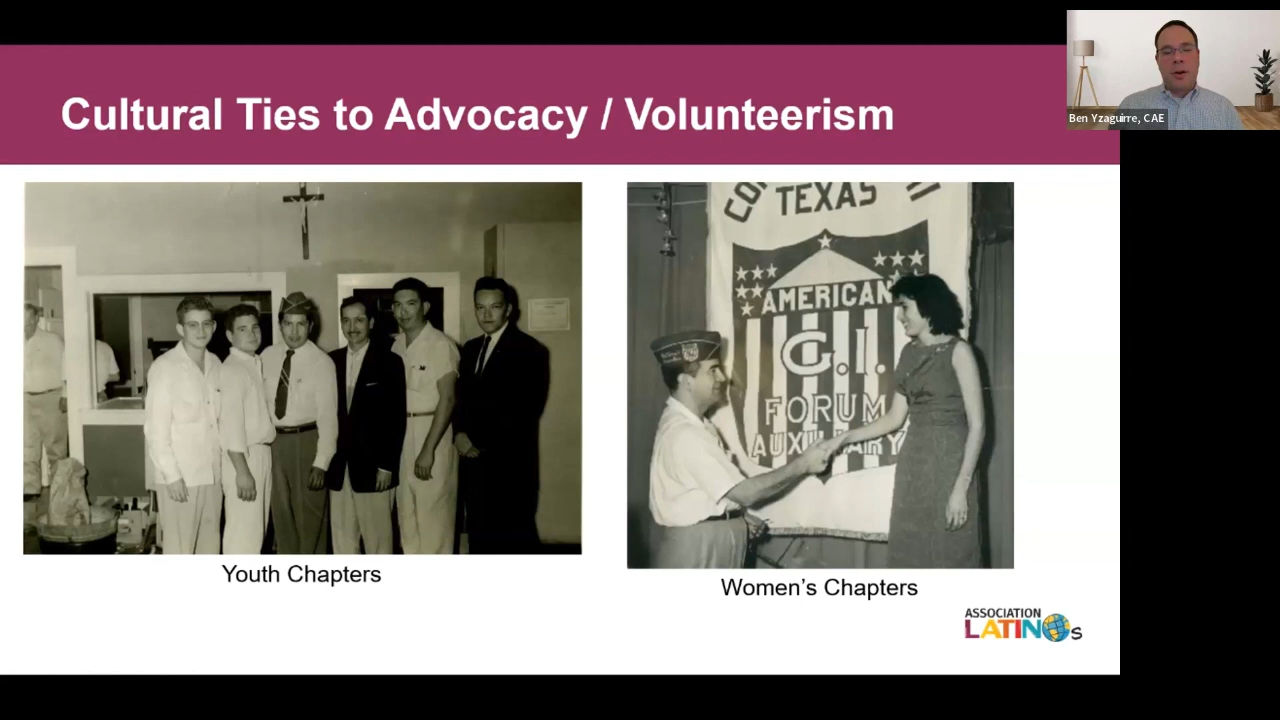 Cultural Ties to Advocacy / Volunteerism
Ben Yzaguirre, CAE
TEXAS
AMERICAN
G.I.
FORUM
AUXILIARY
Youth Chapters
Women's Chapters
ASSOCIATION
LATINOs